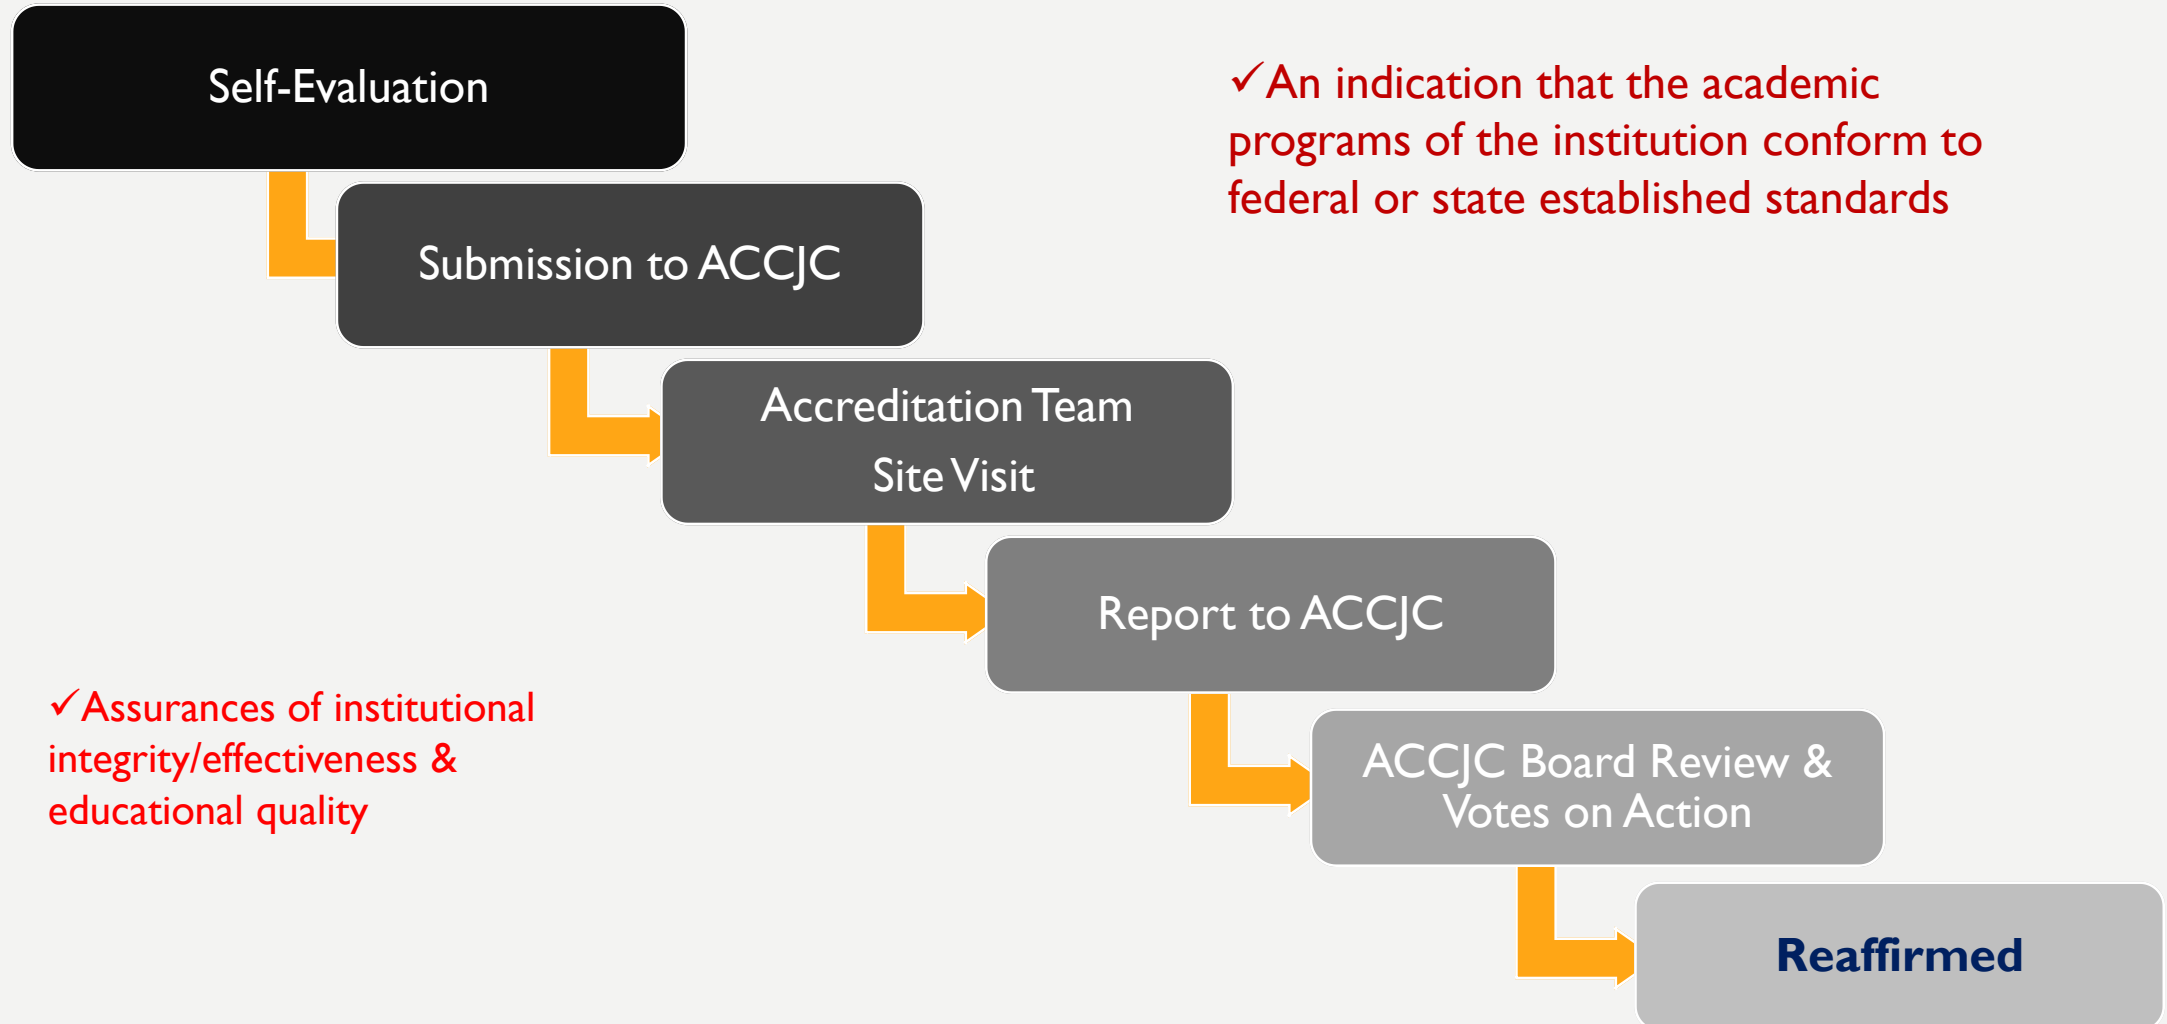 Self-Evaluation
✓An indication that the academic
programs of the institution conform to
federal or state established standards
Submission to ACCJC
Accreditation Team
Site Visit
Report to ACCJC
✓Assurances of institutional
integrity/effectiveness &
educational quality
ACCJC Board Review &
Votes on Action
Reaffirmed